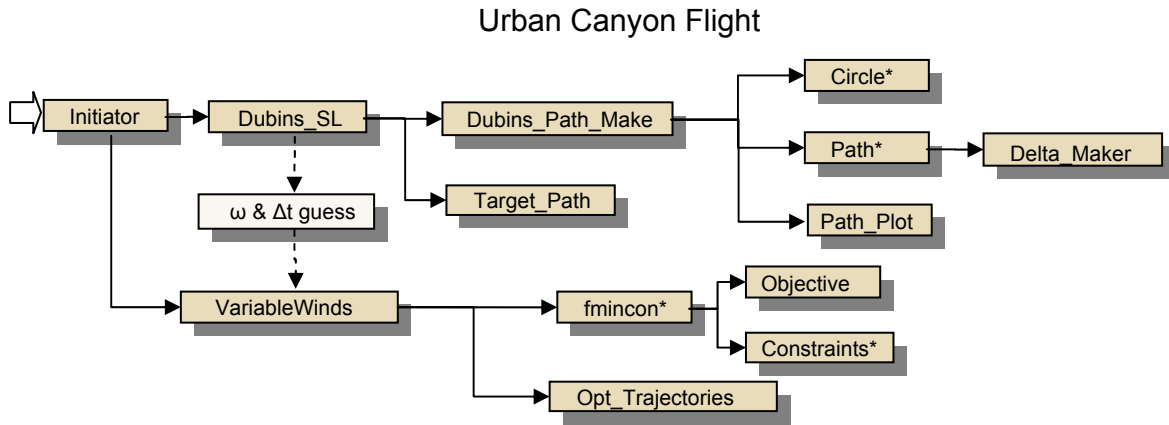 Urban Canyon Flight
Circle*
Initiator
Dubins_SL
Dubins_Path_Make
Path*
Delta_Maker
Target_Path
ω & Δt guess
Path_Plot
Objective
VariableWinds
fmincon*
Constraints*
Opt_Trajectories